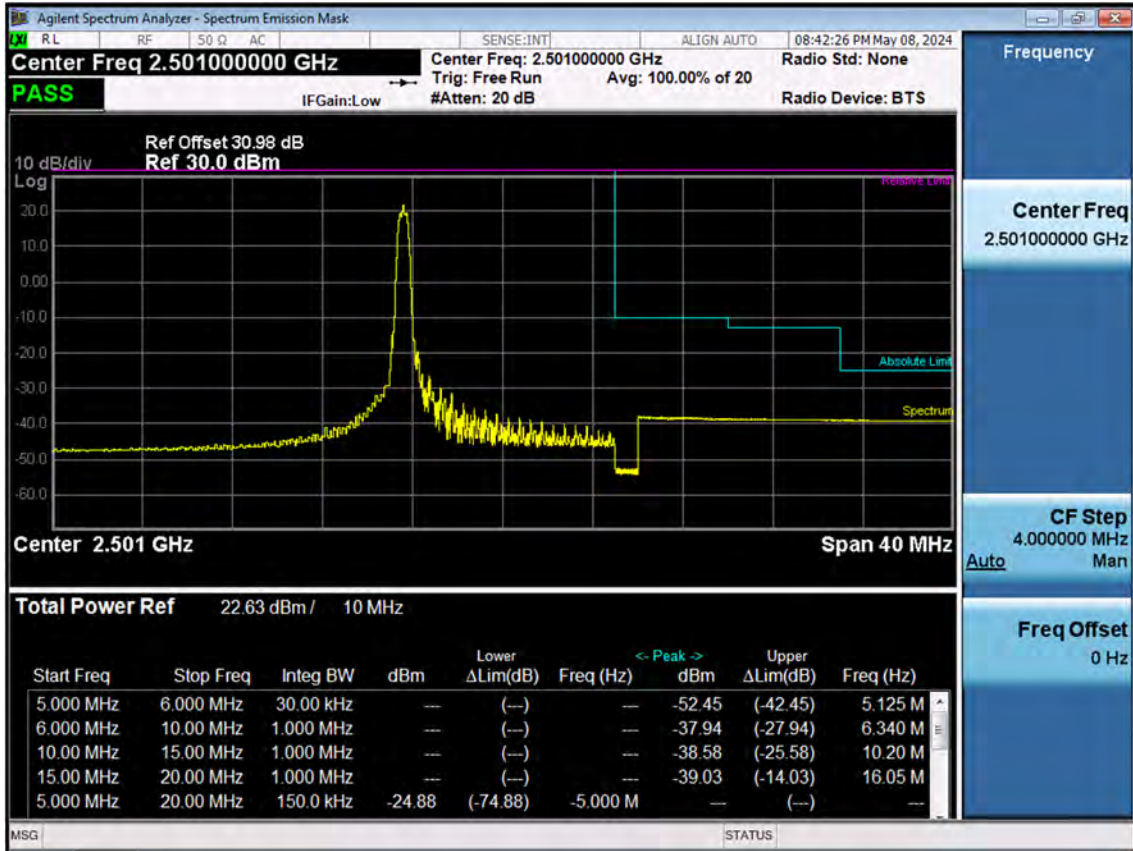 Agilent Spectrum Analyzer - Spectrum Emission Mask
LXI RL RF 50 Ω AC SENSE:INT ALIGN AUTO 08:42:26 PM May 08, 2024
Center Freq 2.501000000 GHz Center Freq: 2.501000000 GHz Radio Std: None
Trig: Free Run Avg: 100.00% of 20
PASS IFGain:Low #Atten: 20 dB Radio Device: BTS
Ref Offset 30.98 dB
10 dB/div Ref 30.0 dBm
Log Relative Limit
20.0
10.0
0.00
-10.0
-20.0
Absolute Limit
-30.0
Spectrum
-40.0
-50.0
-60.0
Center 2.501 GHz Span 40 MHz
Total Power Ref 22.63 dBm / 10 MHz
Lower <- Peak -> Upper
Start Freq Stop Freq Integ BW dBm ΔLim(dB) Freq (Hz) dBm ΔLim(dB) Freq (Hz)
5.000 MHz 6.000 MHz 30.00 kHz --- (---) --- -52.45 (-42.45) 5.125 M
6.000 MHz 10.00 MHz 1.000 MHz --- (---) --- -37.94 (-27.94) 6.340 M
10.00 MHz 15.00 MHz 1.000 MHz --- (---) --- -38.58 (-25.58) 10.20 M
15.00 MHz 20.00 MHz 1.000 MHz --- (---) --- -39.03 (-14.03) 16.05 M
5.000 MHz 20.00 MHz 150.0 kHz -24.88 (-74.88) -5.000 M --- (---) ---
MSG STATUS
Frequency
Center Freq
2.501000000 GHz
CF Step
4.000000 MHz
Auto Man
Freq Offset
0 Hz